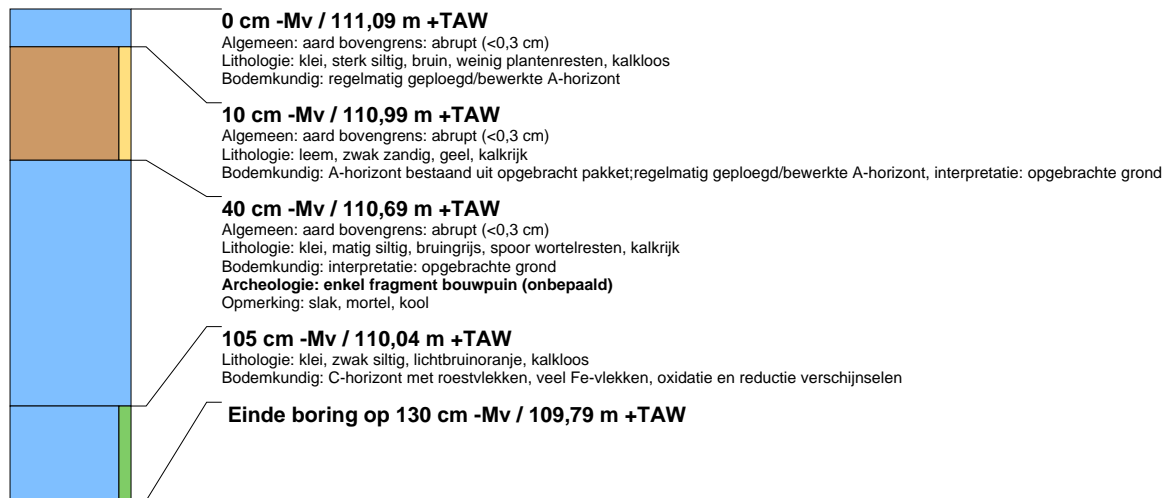 0 cm -Mv / 111,09 m +TAW
Algemeen: aard bovengrens: abrupt (<0,3 cm)
Lithologie: klei, sterk siltig, bruin, weinig plantenresten, kalkloos
Bodemkundig: regelmatig geploegd/bewerkte A-horizont
10 cm -Mv / 110,99 m +TAW
Algemeen: aard bovengrens: abrupt (<0,3 cm)
Lithologie: leem, zwak zandig, geel, kalkrijk
Bodemkundig: A-horizont bestaand uit opgebracht pakket;regelmatig geploegd/bewerkte A-horizont, interpretatie: opgebrachte grond
40 cm -Mv / 110,69 m +TAW
Algemeen: aard bovengrens: abrupt (<0,3 cm)
Lithologie: klei, matig siltig, bruingrijs, spoor wortelresten, kalkrijk
Bodemkundig: interpretatie: opgebrachte grond
Archeologie: enkel fragment bouwpuin (onbepaald)
Opmerking: slak, mortel, kool
105 cm -Mv / 110,04 m +TAW
Lithologie: klei, zwak siltig, lichtbruinoranje, kalkloos
Bodemkundig: C-horizont met roestvlekken, veel Fe-vlekken, oxidatie en reductie verschijnselen
Einde boring op 130 cm -Mv / 109,79 m +TAW